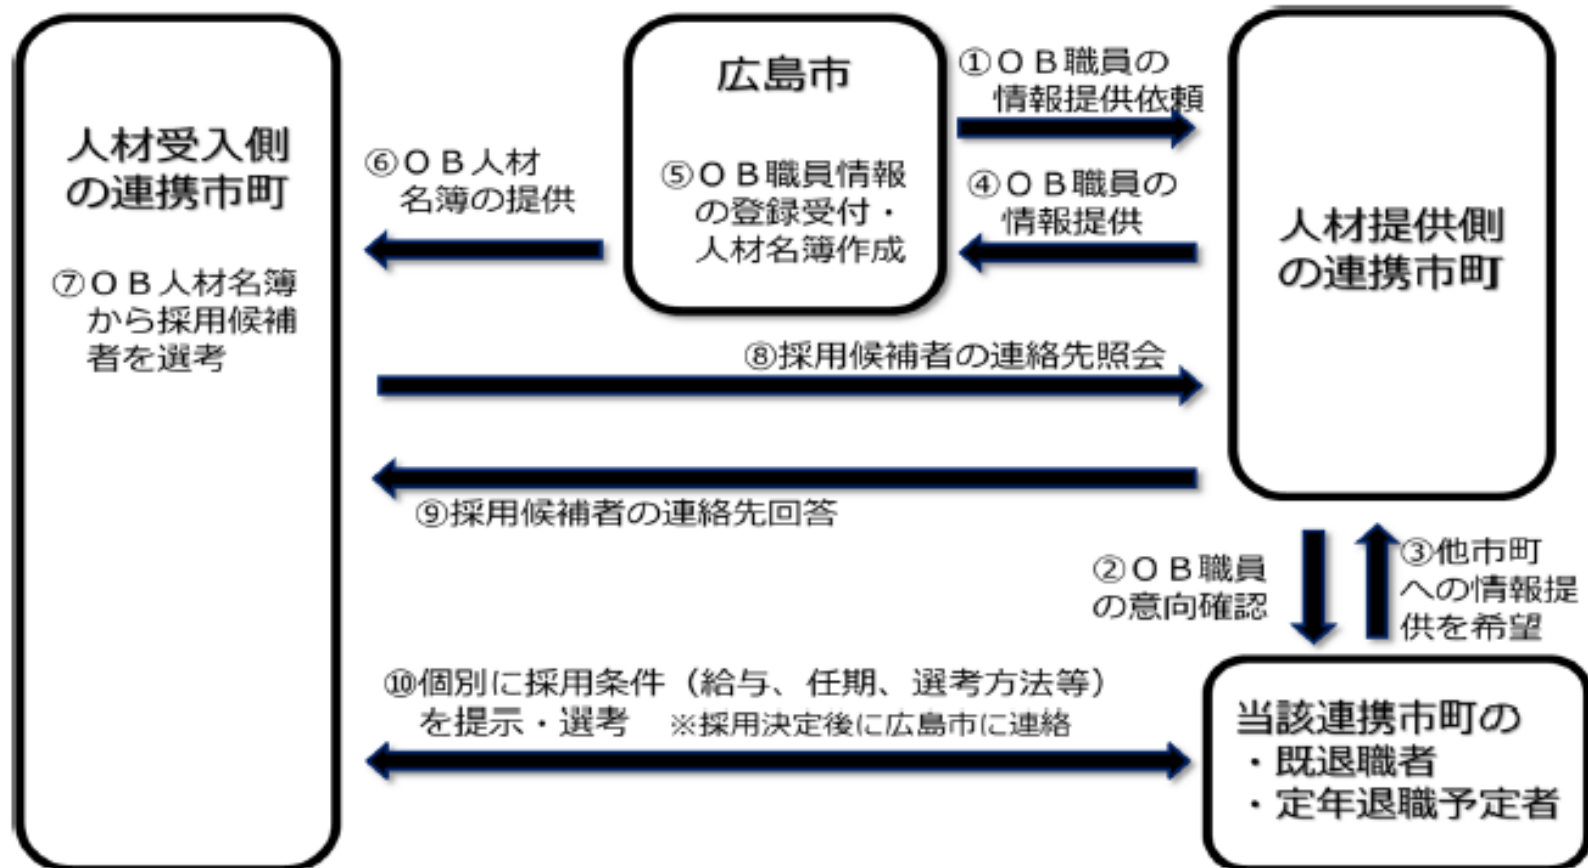 人材受入側
の連携市町
⑦ＯＢ人材名簿
から採用候補
者を選考
⑥ＯＢ人材
名簿の提供
広島市
⑤ＯＢ職員情報
の登録受付・
人材名簿作成
①ＯＢ職員の
情報提供依頼
④ＯＢ職員の
情報提供
人材提供側
の連携市町
⑧採用候補者の連絡先照会
⑨採用候補者の連絡先回答
②ＯＢ職員
の意向確認
③他市町
への情報提
供を希望
⑩個別に採用条件（給与、任期、選考方法等）
を提示・選考　※採用決定後に広島市に連絡
当該連携市町の
・既退職者
・定年退職予定者